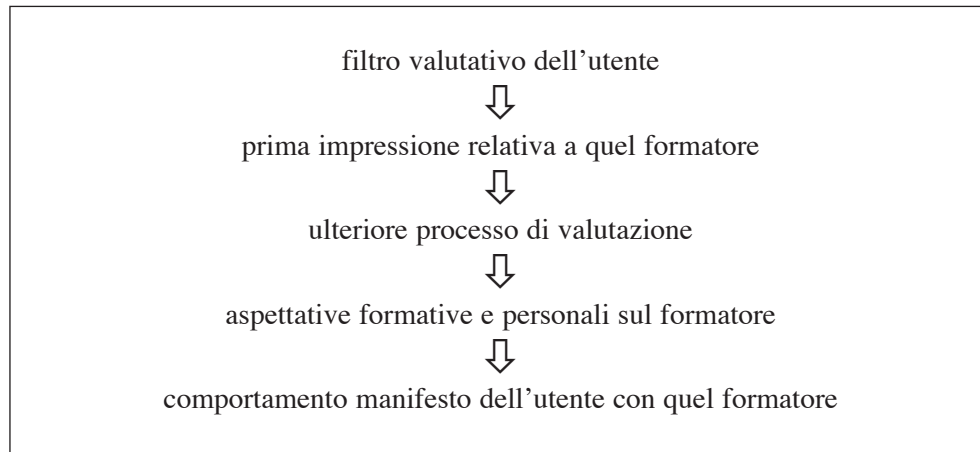 filtro valutativo dell’utente
prima impressione relativa a quel formatore
ulteriore processo di valutazione
aspettative formative e personali sul formatore
comportamento manifesto dell’utente con quel formatore